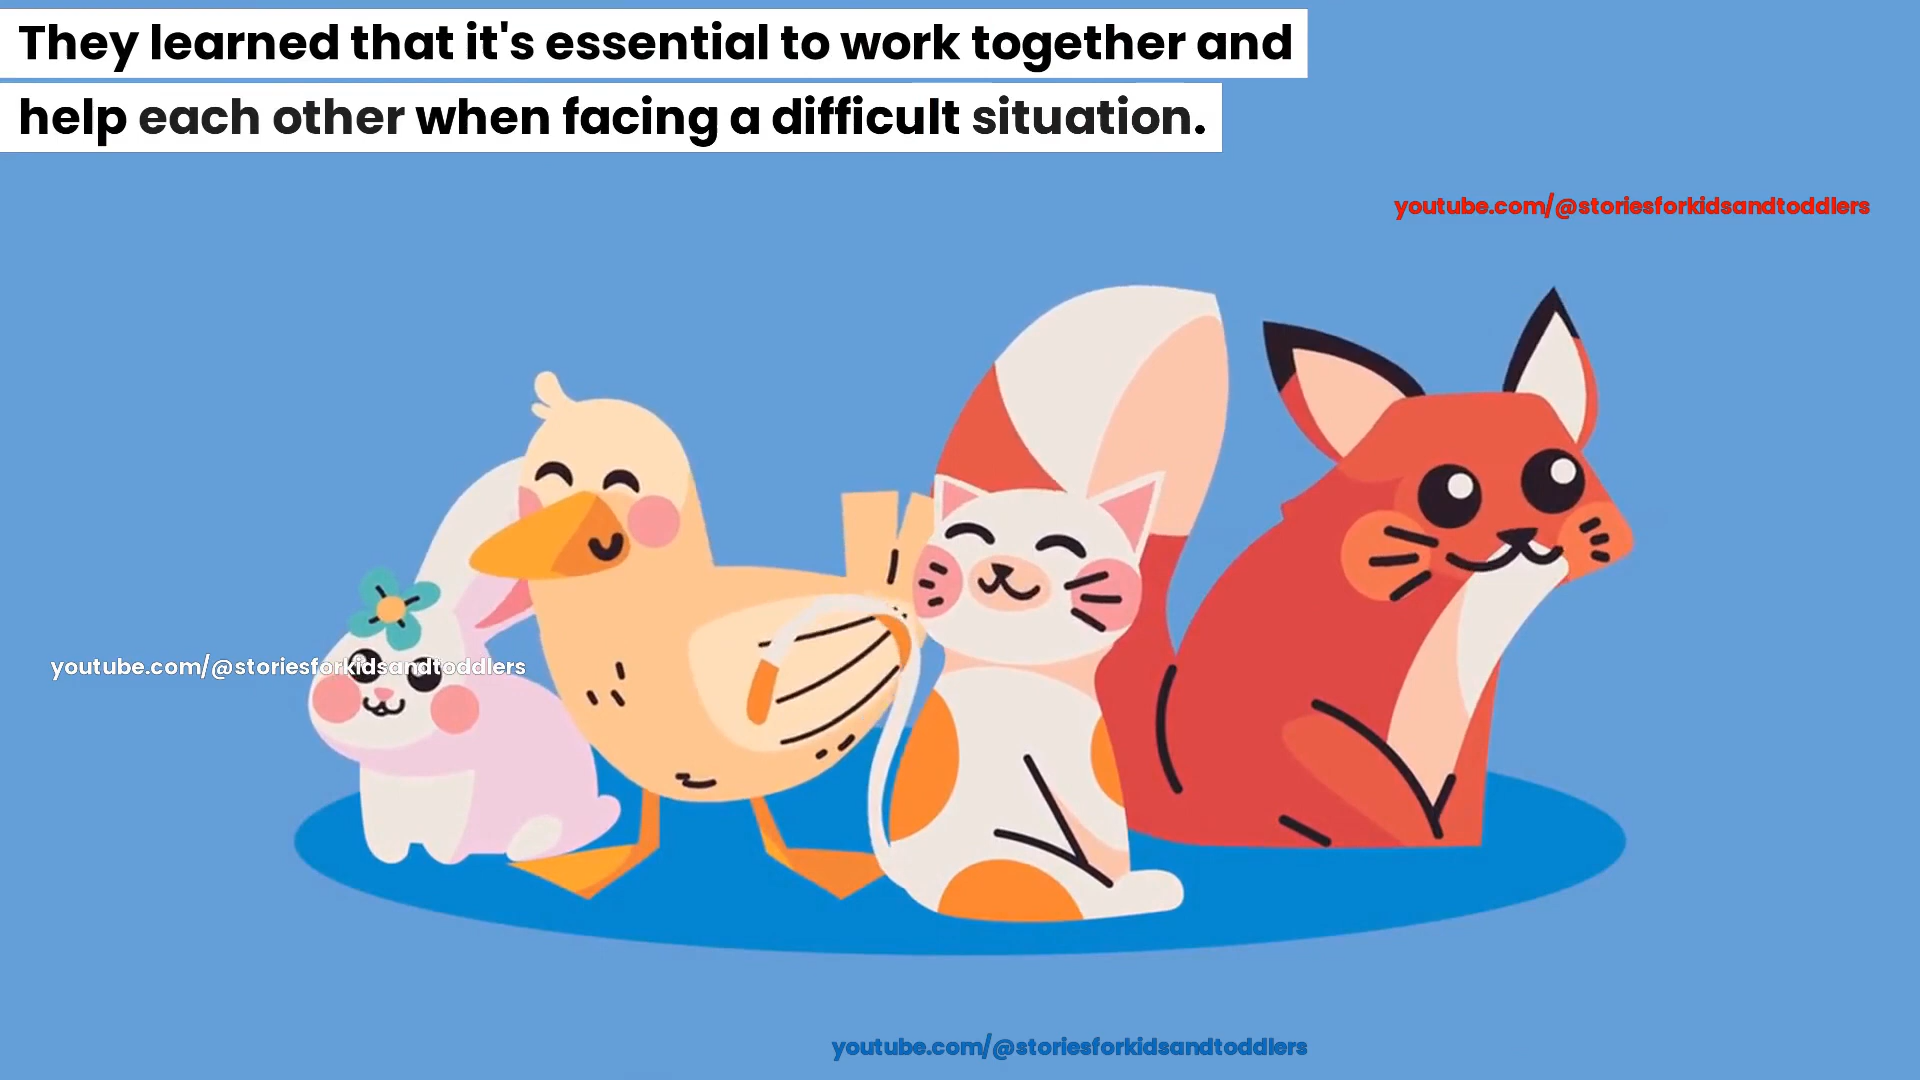 They learned that it's essential to work together and
help each other when facing a difficult situation.
youtube.com/@storiesforkidsandtoddlers
youtube.com/@storiesforkidsandtoddlers
youtube.com/@storiesforkidsandtoddlers